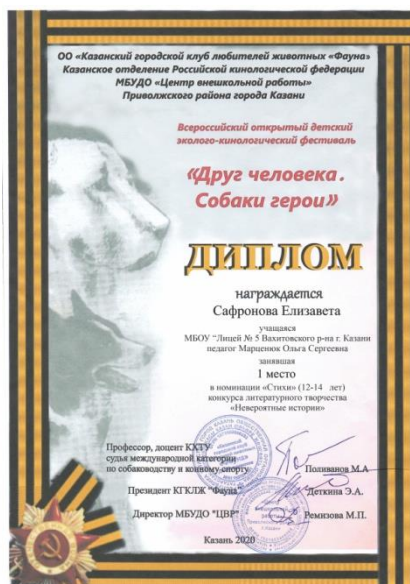 ОО «Казанский городской клуб любителей животных «Фауна»
Казанское отделение Российской кинологической федерации
МБУДО «Центр внешкольной работы»
Приволжского района города Казани
Всероссийский открытый детский
эколого-кинологический фестиваль
«Друг человека.
Собаки герои»
ДИПЛОМ
награждается
Сафронова Елизавета
учащаяся
МБОУ "Лицей № 5 Вахитовского р-на г. Казани
педагог Марценюк Ольга Сергеевна
занявшая
1 место
в номинации «Стихи» (12-14 лет)
конкурса литературного творчества
«Невероятные истории»
Профессор, доцент КХТУ
судья международной категории
по собаководству и конному спорту
Поливанов М.А
Президент КГКЛЖ "Фауна"
Деткина Э.А.
Директор МБУДО "ЦВР"
Ремизова М.П.
Казань 2020